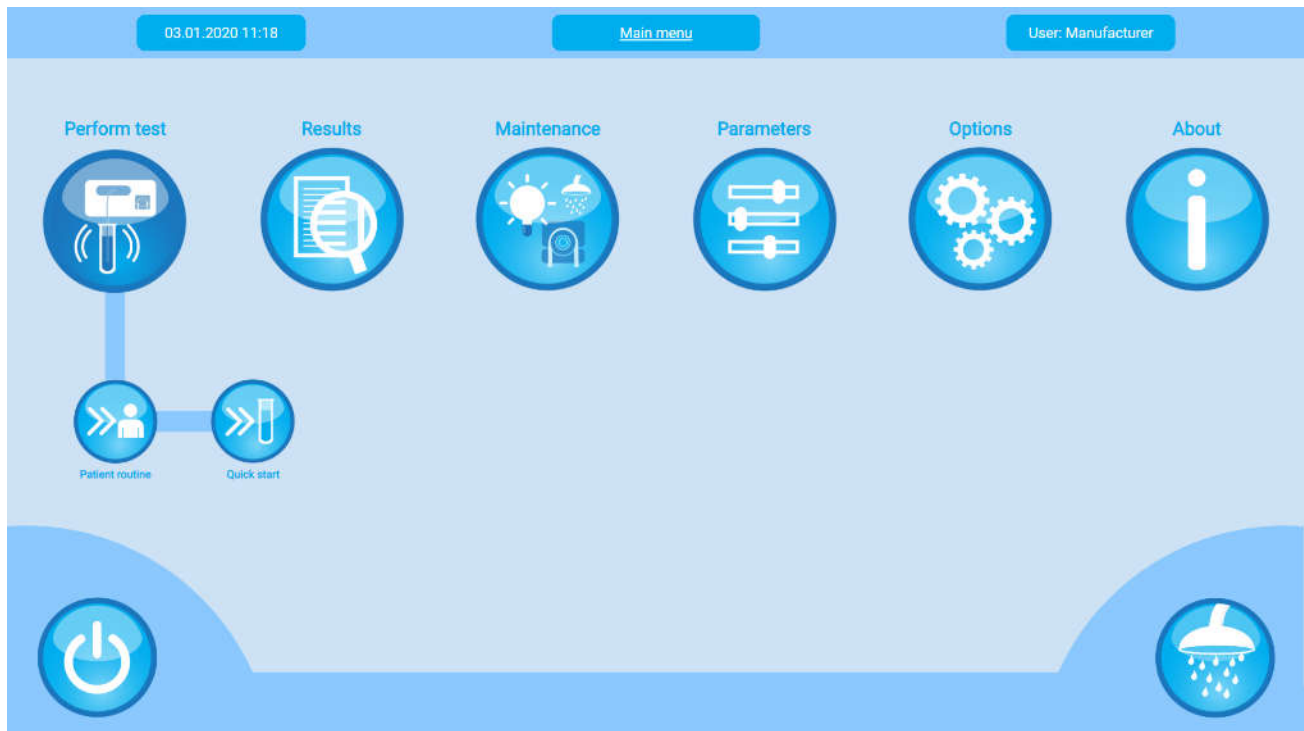 03.01.2020 11:18
Main menu
User: Manufacturer
Perform test
Results
Maintenance
Parameters
Options
About
Patient routine
Quick start